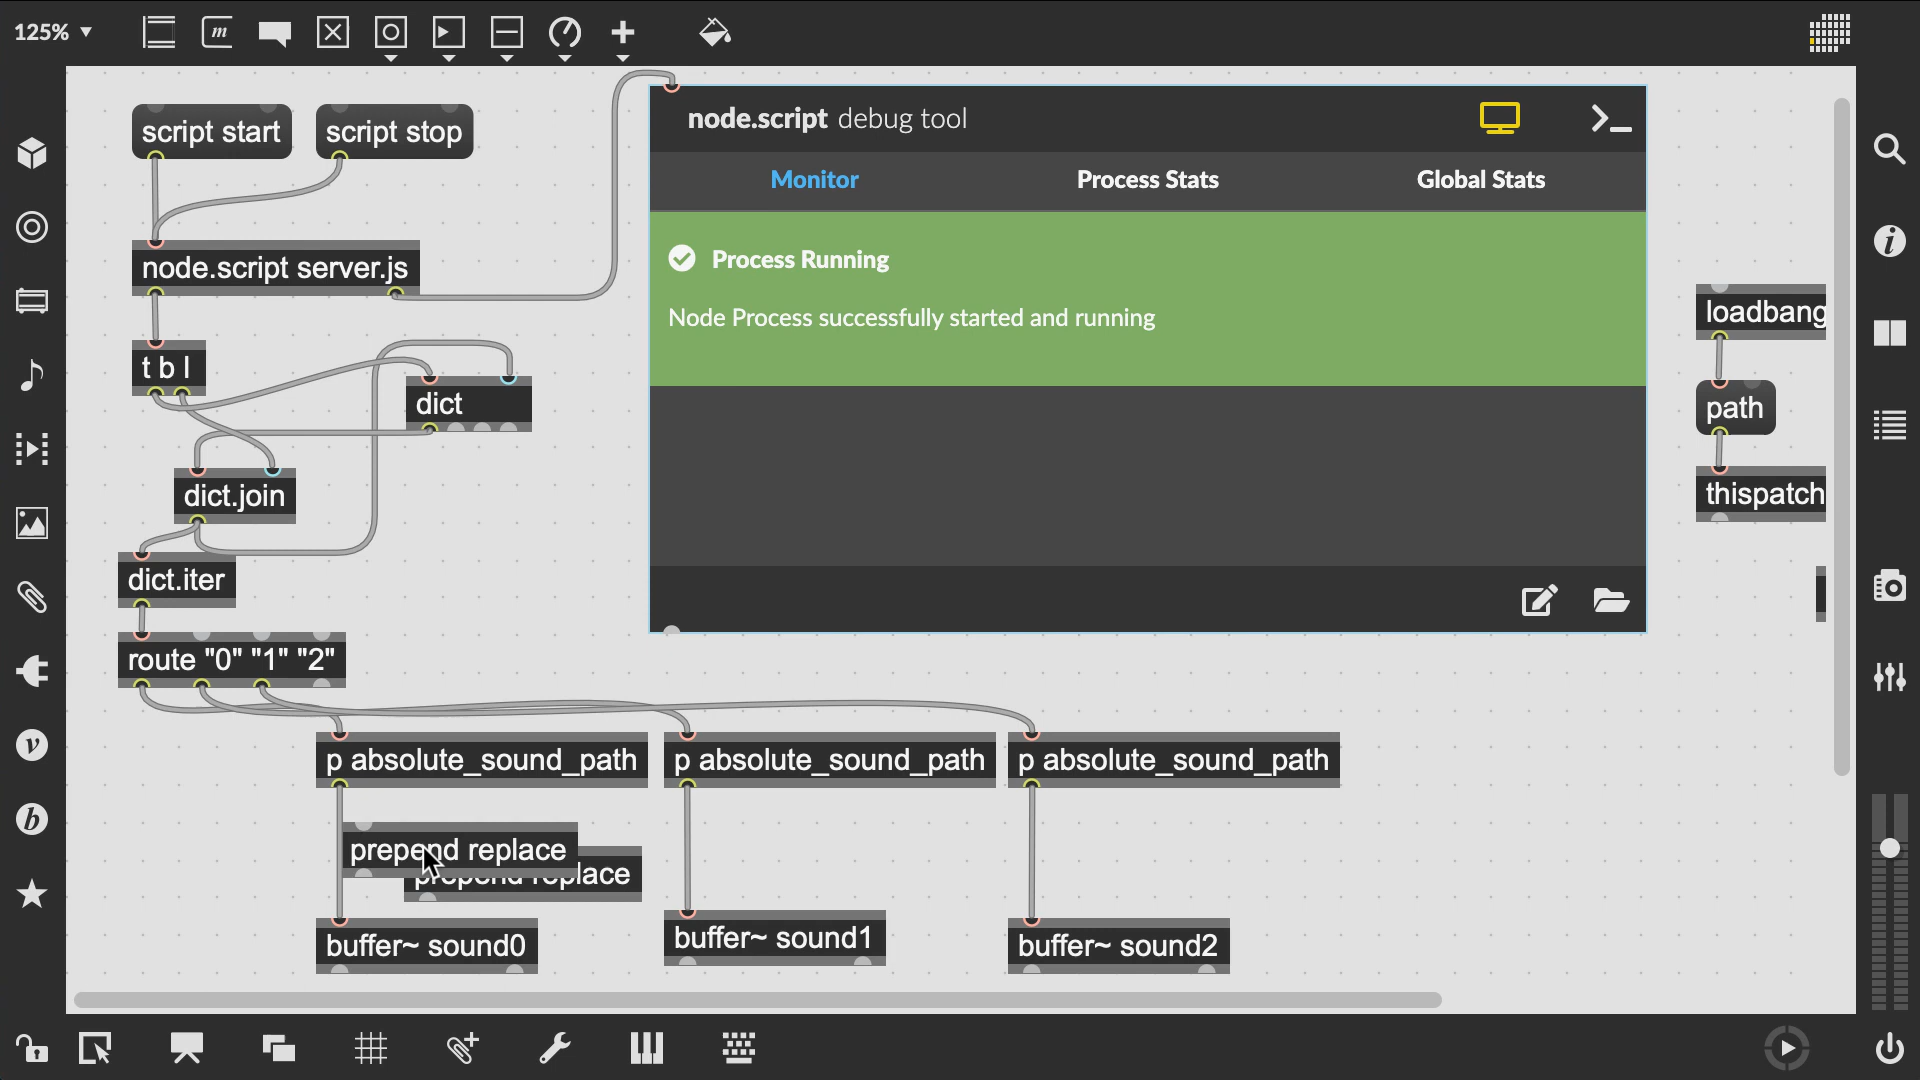 125%
script start
script stop
node.script debug tool
Monitor
Process Stats
Global Stats
Process Running
Node Process successfully started and running
node.script server.js
t b l
dict
dict.join
dict.iter
route "0" "1" "2"
loadbang
path
thispatch
p absolute_sound_path
p absolute_sound_path
p absolute_sound_path
prepend replace
prepend replace
buffer~ sound0
buffer~ sound1
buffer~ sound2